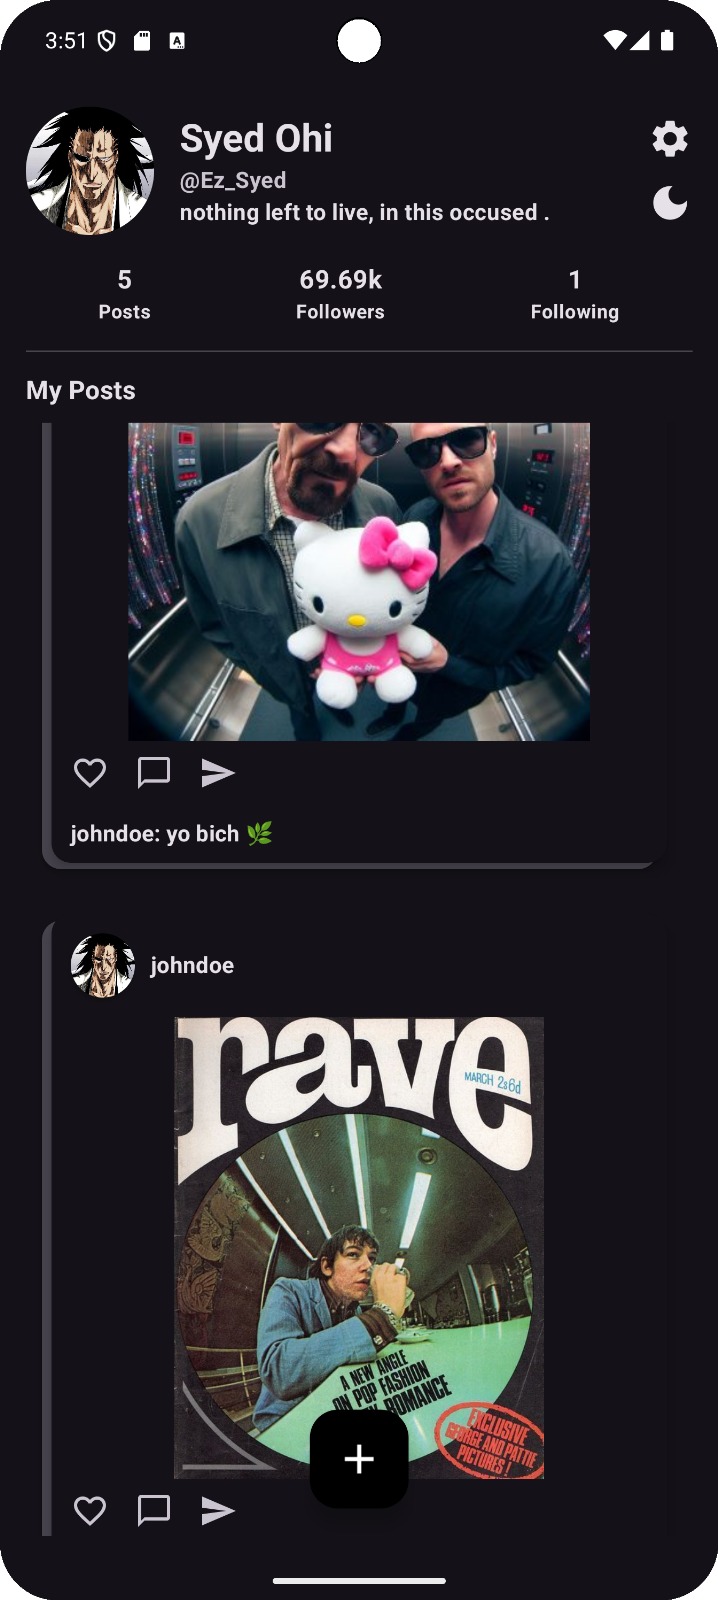 3:51
A
Syed Ohi
@Ez_Syed
nothing left to live, in this occused .
5
Posts
69.69k
Followers
1
Following
My Posts
johndoe: yo bich 🌿
johndoe
rave
MARCH 2s6d
A NEW ANGLE
ON POP FASHION
ROMANCE
EXCLUSIVE
GEORGE AND PATTIE
PICTURES!
+